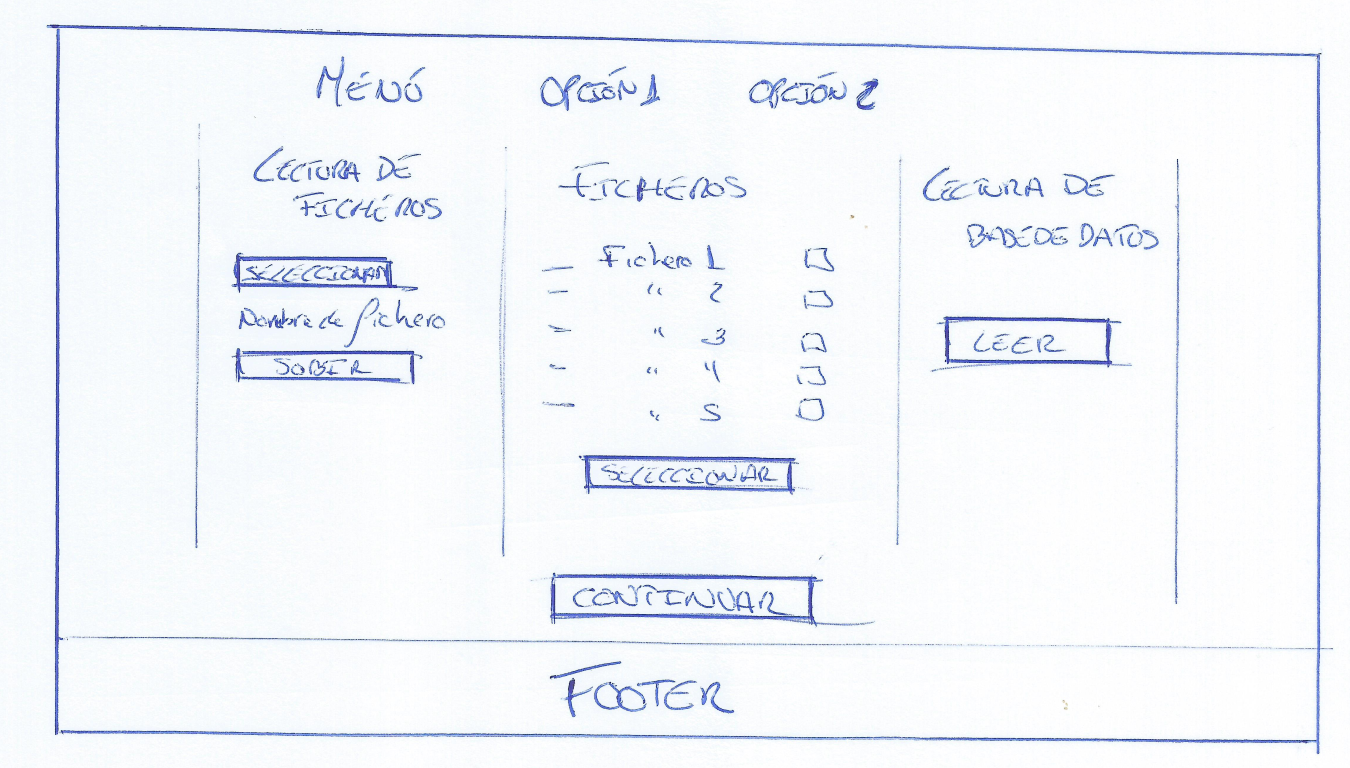 MENÚ OPCIÓN 1 OPCIÓN 2
LECTURA DE
FICHEROS
SELECCIONAR
Nombre de fichero
SUBIR
FICHEROS
— Fichero 1
— " 2
— " 3
— " 4
— " 5
SELECCIONAR
LECTURA DE
BASE DE DATOS
LEER
CONTINUAR
FOOTER